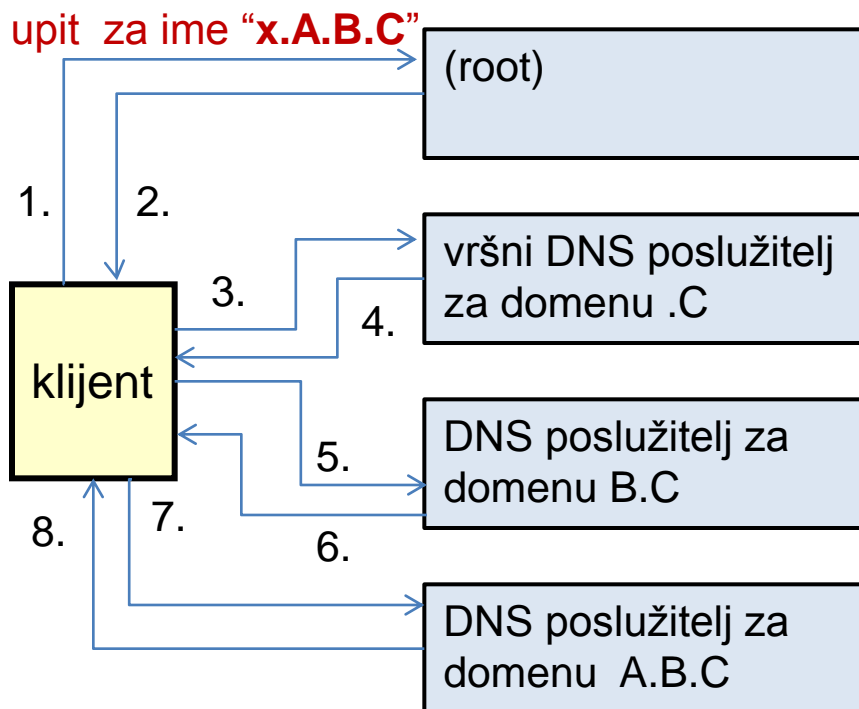 upit za ime “x.A.B.C”
(root)
1.
2.
vršni DNS poslužitelj
za domenu .C
3.
4.
klijent
DNS poslužitelj za
domenu B.C
5.
6.
7.
8.
DNS poslužitelj za
domenu A.B.C